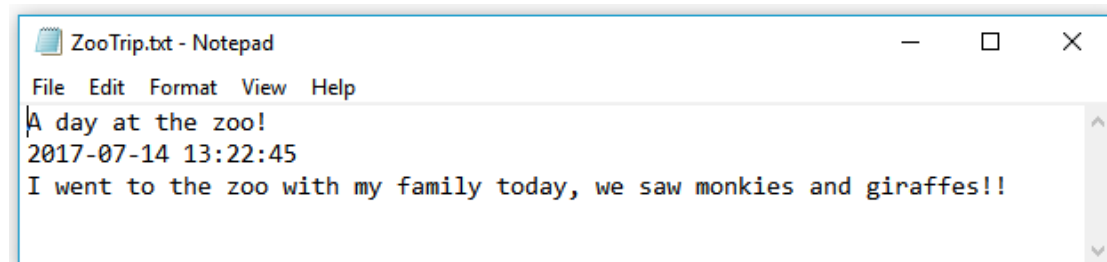 ZooTrip.txt - Notepad
File Edit Format View Help
A day at the zoo!
2017-07-14 13:22:45
I went to the zoo with my family today, we saw monkies and giraffes!!